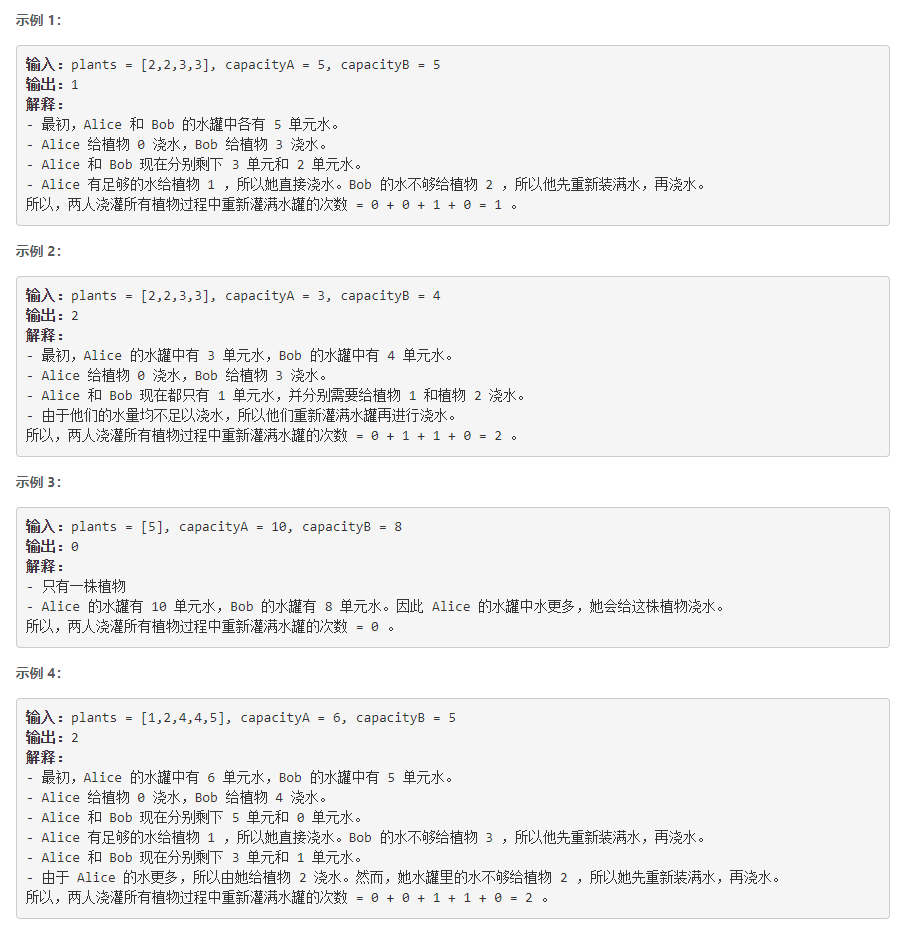 示例 1：
输入：plants = [2,2,3,3], capacityA = 5, capacityB = 5
输出：1
解释：
- 最初，Alice 和 Bob 的水罐中各有 5 单元水。
- Alice 给植物 0 浇水，Bob 给植物 3 浇水。
- Alice 和 Bob 现在分别剩下 3 单元和 2 单元水。
- Alice 有足够的水给植物 1 ，所以她直接浇水。Bob 的水不够给植物 2 ，所以他先重新装满水，再浇水。
所以，两人浇灌所有植物过程中重新灌满水罐的次数 = 0 + 0 + 1 + 0 = 1 。
示例 2：
输入：plants = [2,2,3,3], capacityA = 3, capacityB = 4
输出：2
解释：
- 最初，Alice 的水罐中有 3 单元水，Bob 的水罐中有 4 单元水。
- Alice 给植物 0 浇水，Bob 给植物 3 浇水。
- Alice 和 Bob 现在都只有 1 单元水，并分别需要给植物 1 和植物 2 浇水。
- 由于他们的水量均不足以浇水，所以他们重新灌满水罐再进行浇水。
所以，两人浇灌所有植物过程中重新灌满水罐的次数 = 0 + 1 + 1 + 0 = 2 。
示例 3：
输入：plants = [5], capacityA = 10, capacityB = 8
输出：0
解释：
- 只有一株植物
- Alice 的水罐有 10 单元水，Bob 的水罐有 8 单元水。因此 Alice 的水罐中水更多，她会给这株植物浇水。
所以，两人浇灌所有植物过程中重新灌满水罐的次数 = 0 。
示例 4：
输入：plants = [1,2,4,4,5], capacityA = 6, capacityB = 5
输出：2
解释：
- 最初，Alice 的水罐中有 6 单元水，Bob 的水罐中有 5 单元水。
- Alice 给植物 0 浇水，Bob 给植物 4 浇水。
- Alice 和 Bob 现在分别剩下 5 单元和 0 单元水。
- Alice 有足够的水给植物 1 ，所以她直接浇水。Bob 的水不够给植物 3 ，所以他先重新装满水，再浇水。
- Alice 和 Bob 现在分别剩下 3 单元和 1 单元水。
- 由于 Alice 的水更多，所以由她给植物 2 浇水。然而，她水罐里的水不够给植物 2 ，所以她先重新装满水，再浇水。
所以，两人浇灌所有植物过程中重新灌满水罐的次数 = 0 + 0 + 1 + 1 + 0 = 2 。